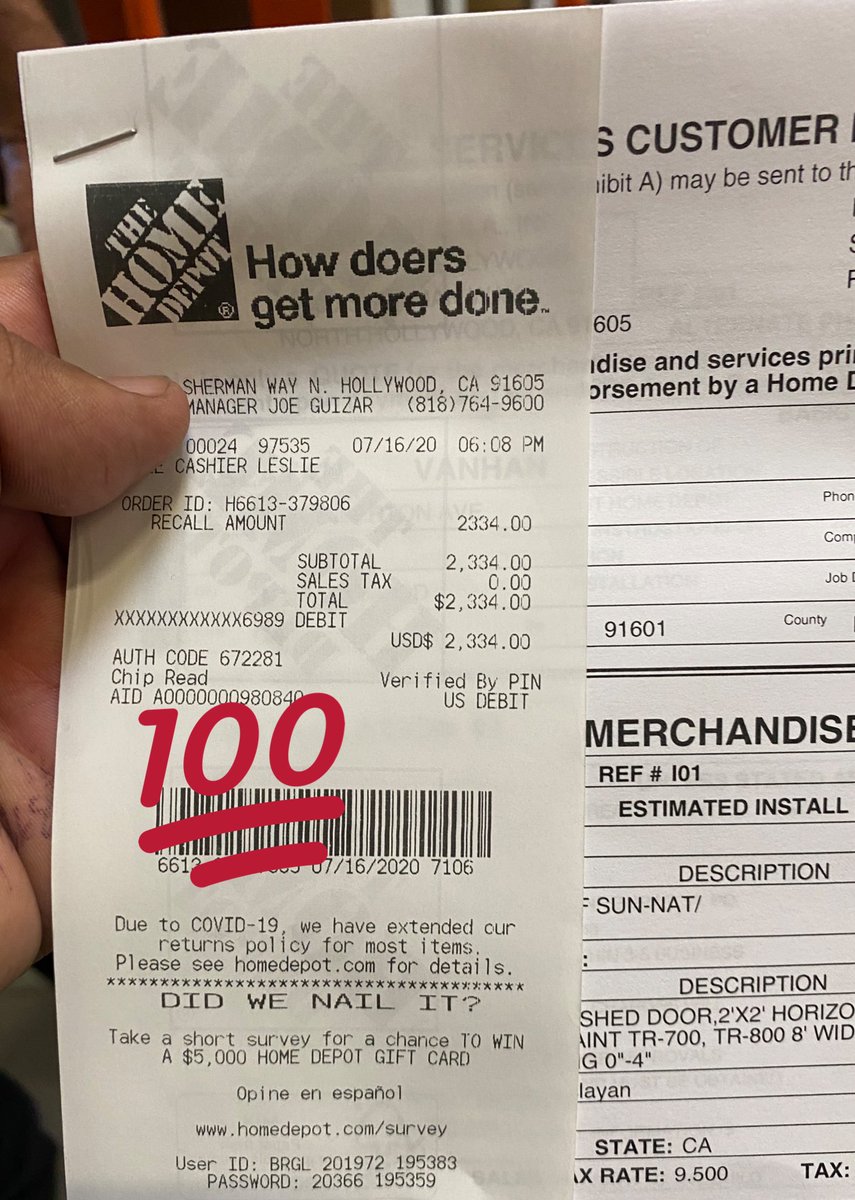 THE
HOME
DEPOT
®
How doers
get more done.™
SHERMAN WAY N. HOLLYWOOD, CA 91605
MANAGER JOE GUIZAR (818)764-9600
00024 97535 07/16/20 06:08 PM
CASHIER LESLIE
ORDER ID: H6613-379806
RECALL AMOUNT 2334.00
SUBTOTAL 2,334.00
SALES TAX 0.00
TOTAL $2,334.00
XXXXXXXXXXXX6989 DEBIT
USD$ 2,334.00
AUTH CODE 672281
Chip Read Verified By PIN
AID A0000000980840 US DEBIT
100
6613 07/16/2020 7106
Due to COVID-19, we have extended our
returns policy for most items.
Please see homedepot.com for details.
***************************************
DID WE NAIL IT?
Take a short survey for a chance TO WIN
A $5,000 HOME DEPOT GIFT CARD
Opine en español
www.homedepot.com/survey
User ID: BRGL 201972 195383
PASSWORD: 20366 195359
S CUSTOMER
ibit A) may be sent to th
605
ndise and services pri
orsement by a Home D
Phon
Com
Job D
91601 County
MERCHANDISE
REF # I01
ESTIMATED INSTALL
DESCRIPTION
SUN-NAT/
:
DESCRIPTION
SHED DOOR,2'X2' HORIZO
AINT TR-700, TR-800 8' WID
G 0"-4"
layan
STATE: CA
AX RATE: 9.500 TAX:
VANHAN